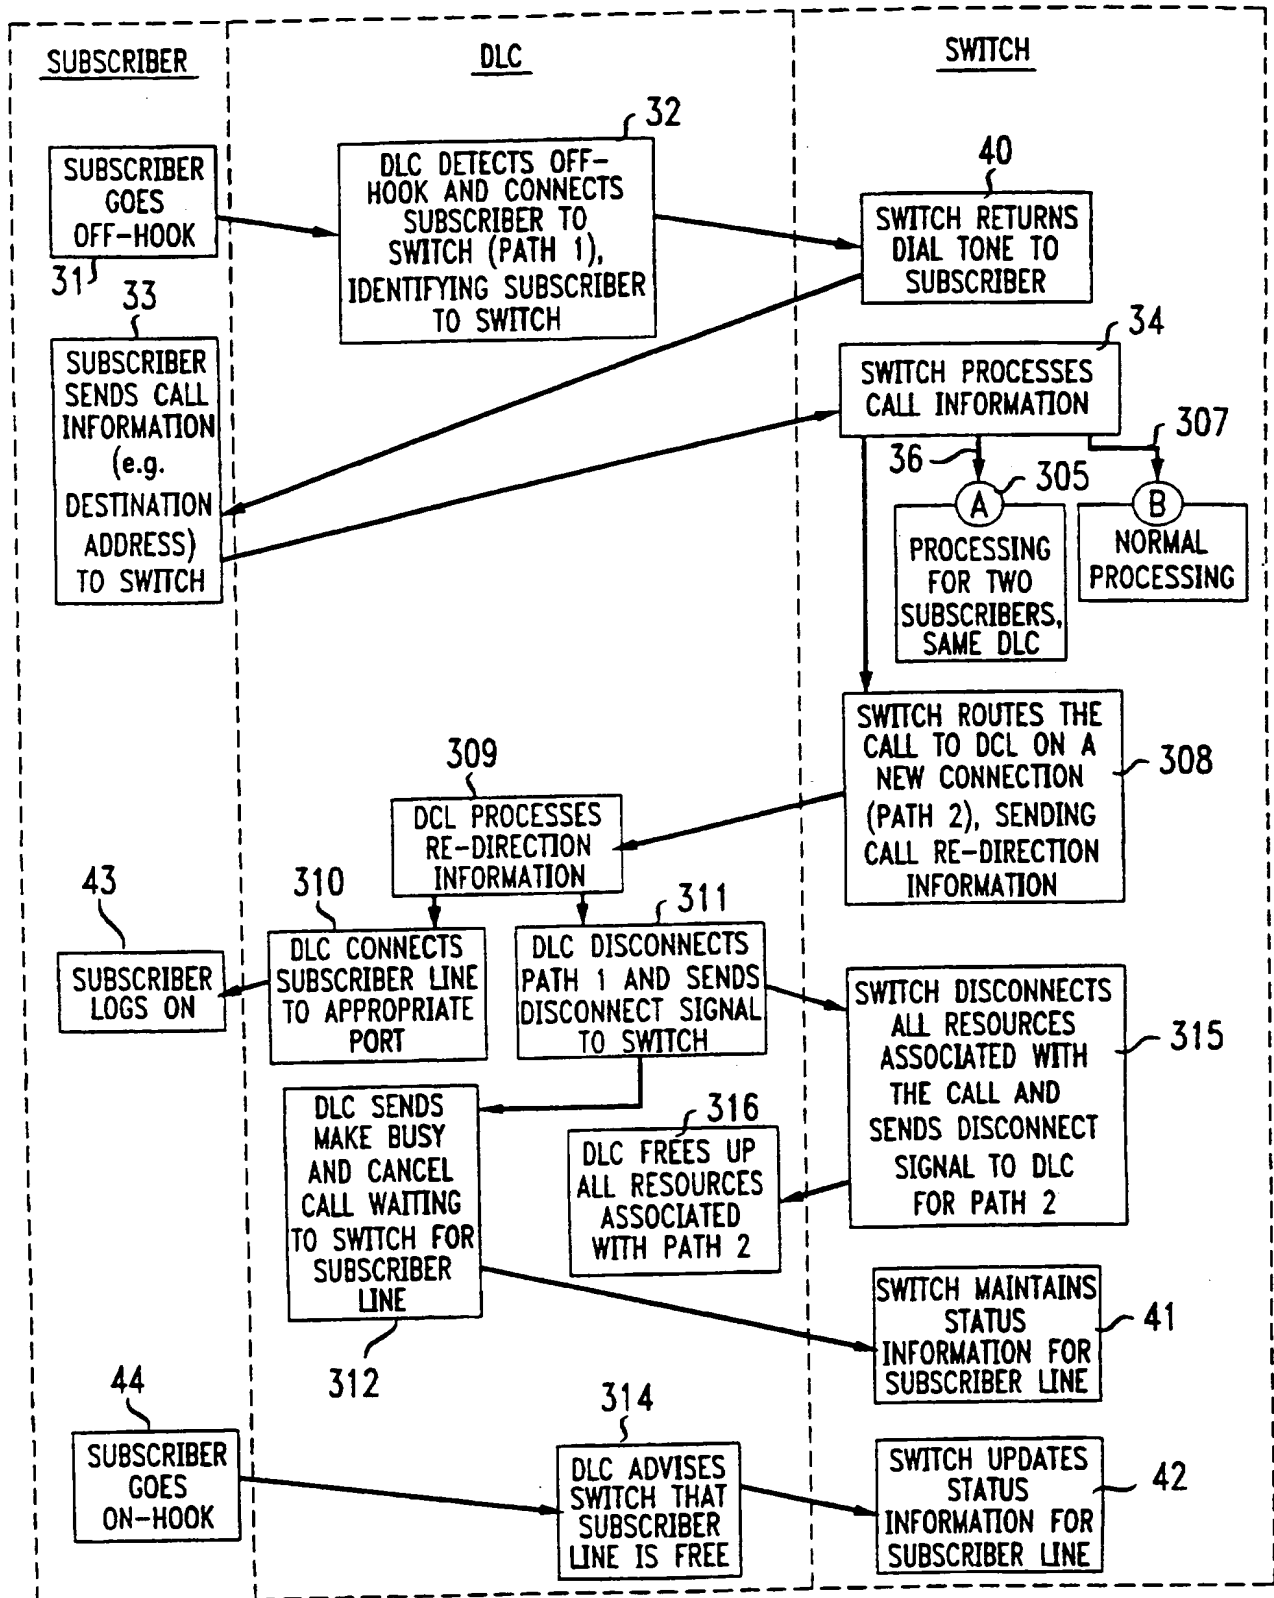 SUBSCRIBER
DLC
SWITCH
SUBSCRIBER
GOES
OFF-HOOK
31
32
DLC DETECTS OFF-
HOOK AND CONNECTS
SUBSCRIBER TO
SWITCH (PATH 1),
IDENTIFYING SUBSCRIBER
TO SWITCH
40
SWITCH RETURNS
DIAL TONE TO
SUBSCRIBER
33
SUBSCRIBER
SENDS CALL
INFORMATION
(e.g.
DESTINATION
ADDRESS)
TO SWITCH
34
SWITCH PROCESSES
CALL INFORMATION
36
307
A
305
PROCESSING
FOR TWO
SUBSCRIBERS,
SAME DLC
B
NORMAL
PROCESSING
SWITCH ROUTES THE
CALL TO DCL ON A
NEW CONNECTION
(PATH 2), SENDING
CALL RE-DIRECTION
INFORMATION
308
309
DCL PROCESSES
RE-DIRECTION
INFORMATION
43
SUBSCRIBER
LOGS ON
310
DLC CONNECTS
SUBSCRIBER LINE
TO APPROPRIATE
PORT
311
DLC DISCONNECTS
PATH 1 AND SENDS
DISCONNECT SIGNAL
TO SWITCH
SWITCH DISCONNECTS
ALL RESOURCES
ASSOCIATED WITH
THE CALL AND
SENDS DISCONNECT
SIGNAL TO DLC
FOR PATH 2
315
DLC SENDS
MAKE BUSY
AND CANCEL
CALL WAITING
TO SWITCH FOR
SUBSCRIBER
LINE
312
316
DLC FREES UP
ALL RESOURCES
ASSOCIATED
WITH PATH 2
SWITCH MAINTAINS
STATUS
INFORMATION FOR
SUBSCRIBER LINE
41
44
SUBSCRIBER
GOES
ON-HOOK
314
DLC ADVISES
SWITCH THAT
SUBSCRIBER
LINE IS FREE
SWITCH UPDATES
STATUS
INFORMATION FOR
SUBSCRIBER LINE
42